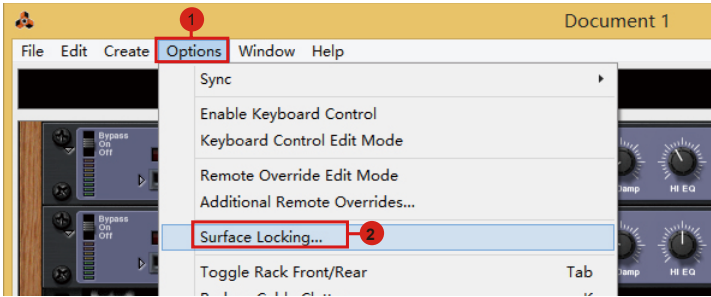 1
Document 1
File Edit Create Options Window Help
Sync
Enable Keyboard Control
Keyboard Control Edit Mode
Remote Override Edit Mode
Additional Remote Overrides...
Surface Locking...
2
Toggle Rack Front/Rear Tab
Bypass
On
Off
Damp HI EQ
Bypass
On
Off
Damp HI EQ